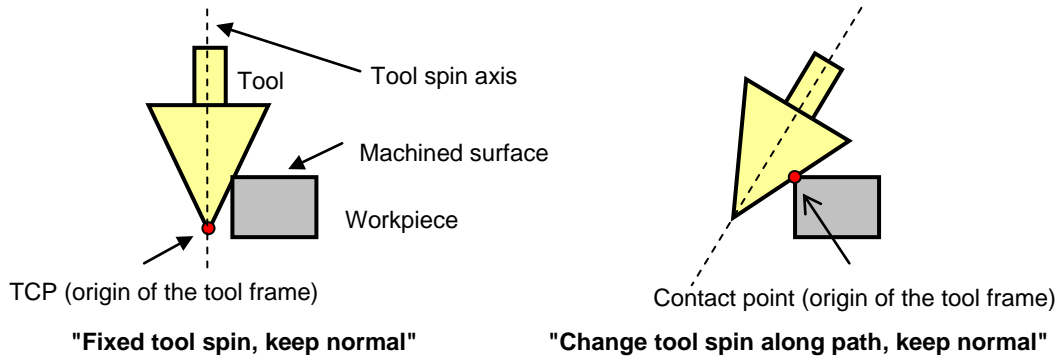 Tool spin axis
Tool
Machined surface
Workpiece
TCP (origin of the tool frame)
"Fixed tool spin, keep normal"
Contact point (origin of the tool frame)
"Change tool spin along path, keep normal"